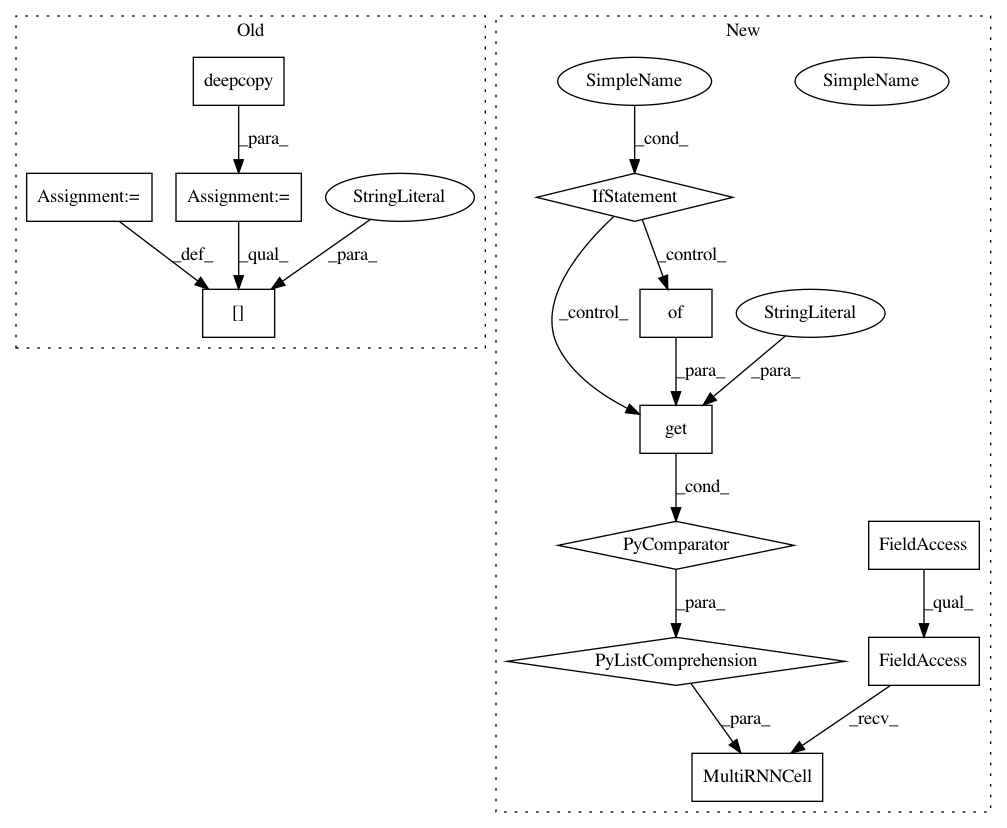 Old
New
deepcopy
SimpleName
SimpleName
_para_
_cond_
Assignment:=
Assignment:=
StringLiteral
IfStatement
_def_
_qual_
_para_
_control_
_control_
[]
of
StringLiteral
_para_
_para_
get
_cond_
PyComparator
FieldAccess
_para_
_qual_
PyListComprehension
FieldAccess
_para_
_recv_
MultiRNNCell